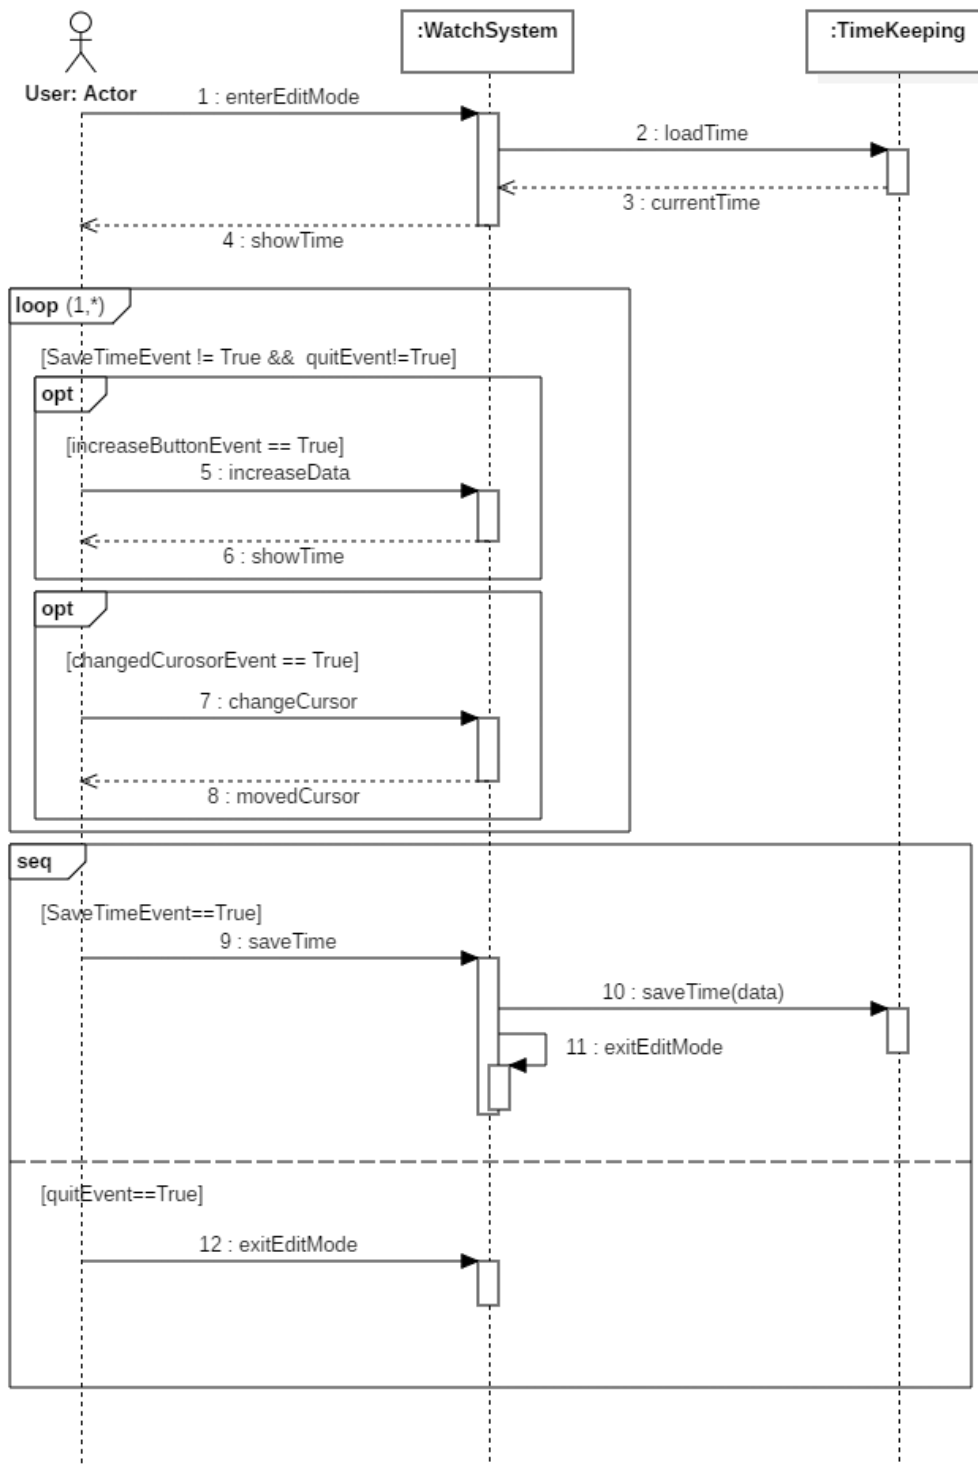 :WatchSystem
:TimeKeeping
User: Actor
1 : enterEditMode
2 : loadTime
3 : currentTime
4 : showTime
loop (1,*)
[SaveTimeEvent != True && quitEvent!=True]
opt
[increaseButtonEvent == True]
5 : increaseData
6 : showTime
opt
[changedCurosorEvent == True]
7 : changeCursor
8 : movedCursor
seq
[SaveTimeEvent==True]
9 : saveTime
10 : saveTime(data)
11 : exitEditMode
[quitEvent==True]
12 : exitEditMode